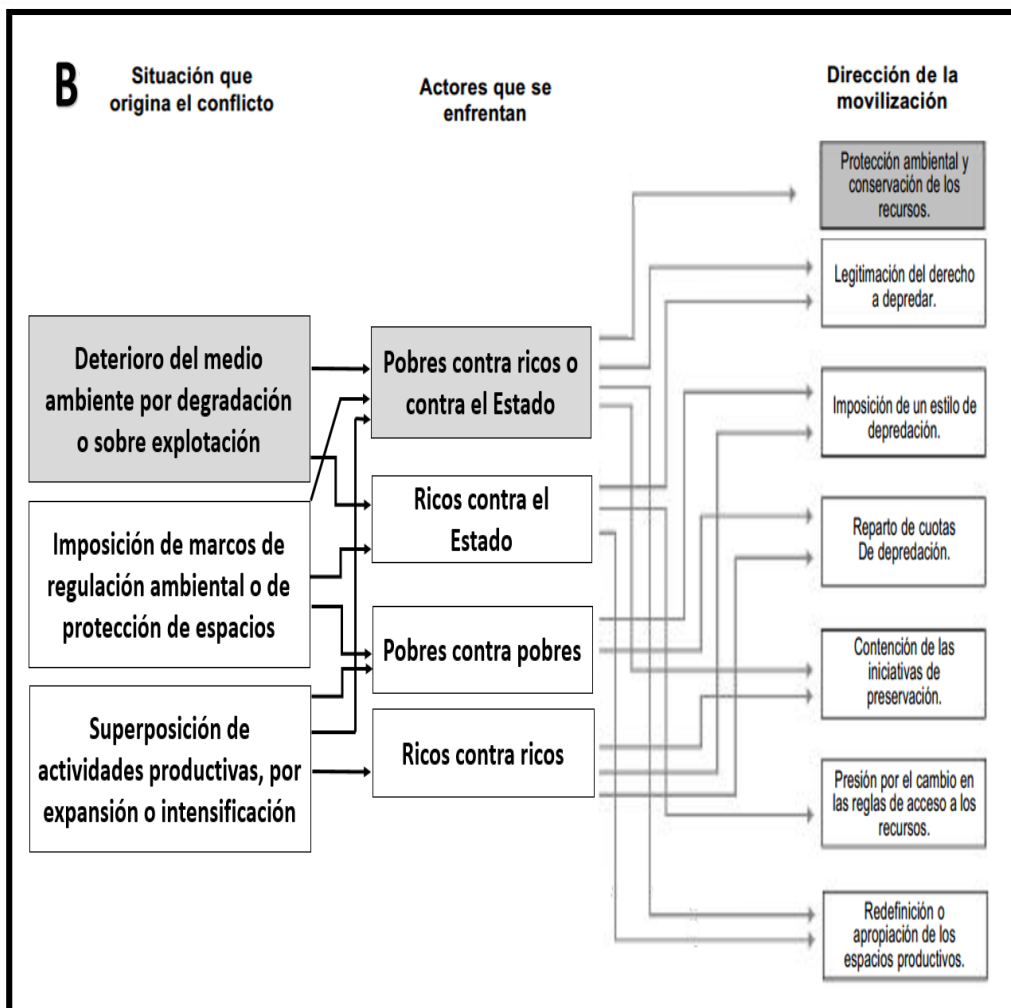 B
Situación que
origina el conflicto
Actores que se
enfrentan
Dirección de la
movilización
Deterioro del medio
ambiente por degradación
o sobre explotación
Imposición de marcos de
regulación ambiental o de
protección de espacios
Superposición de
actividades productivas, por
expansión o intensificación
Pobres contra ricos o
contra el Estado
Ricos contra el
Estado
Pobres contra pobres
Ricos contra ricos
Protección ambiental y
conservación de los
recursos.
Legitimación del derecho
a depredar.
Imposición de un estilo de
depredación.
Reparto de cuotas
De depredación.
Contención de las
iniciativas de
preservación.
Presión por el cambio en
las reglas de acceso a los
recursos.
Redefinición o
apropiación de los
espacios productivos.